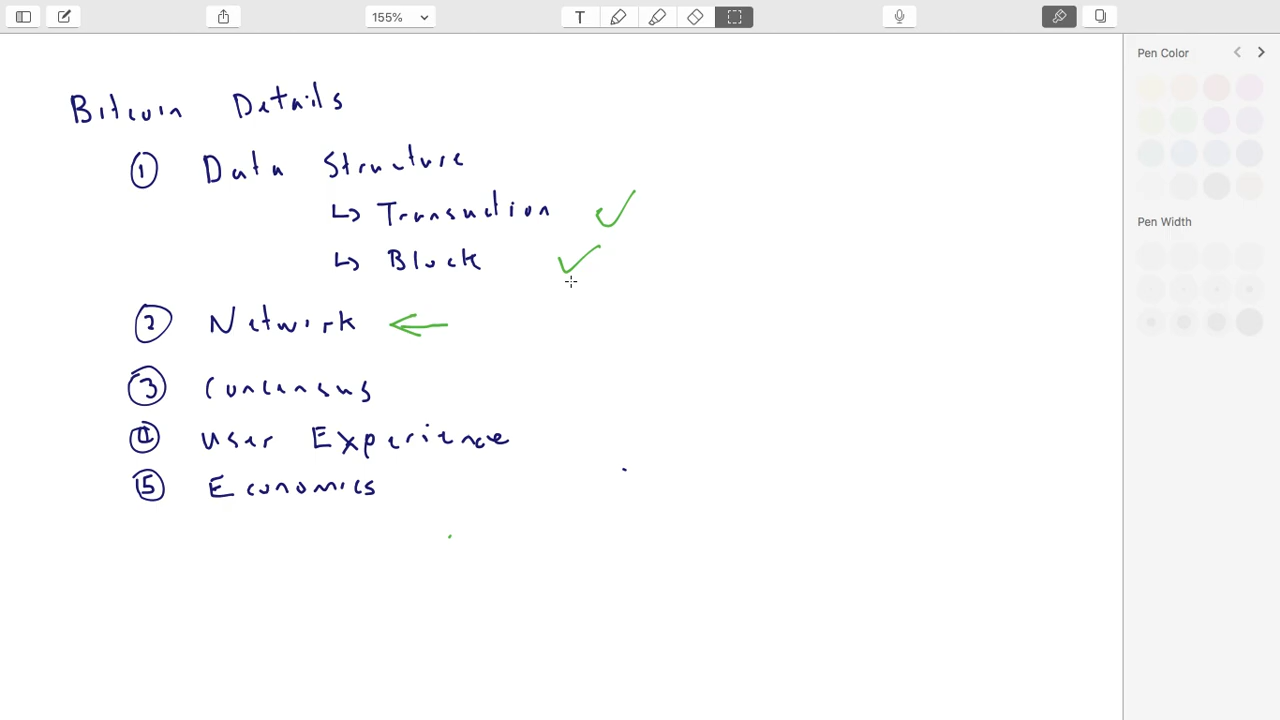 155%
T
Pen Color
Pen Width
Bitcoin Details
1 Data Structure
↳ Transaction ✓
↳ Block ✓
2 Network ←
3 Concensus
4 User Experience
5 Economics